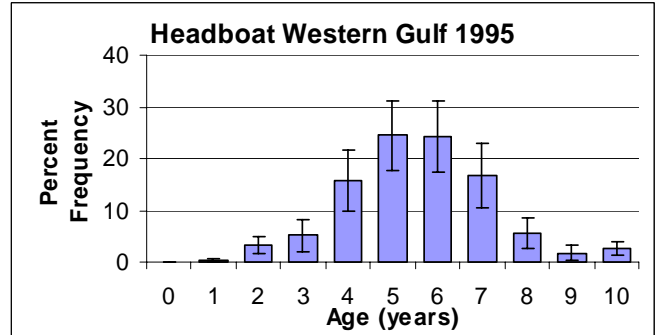 Headboat Western Gulf 1995
Percent
Frequency
40
30
20
10
0
0 1 2 3 4 5 6 7 8 9 10
Age (years)